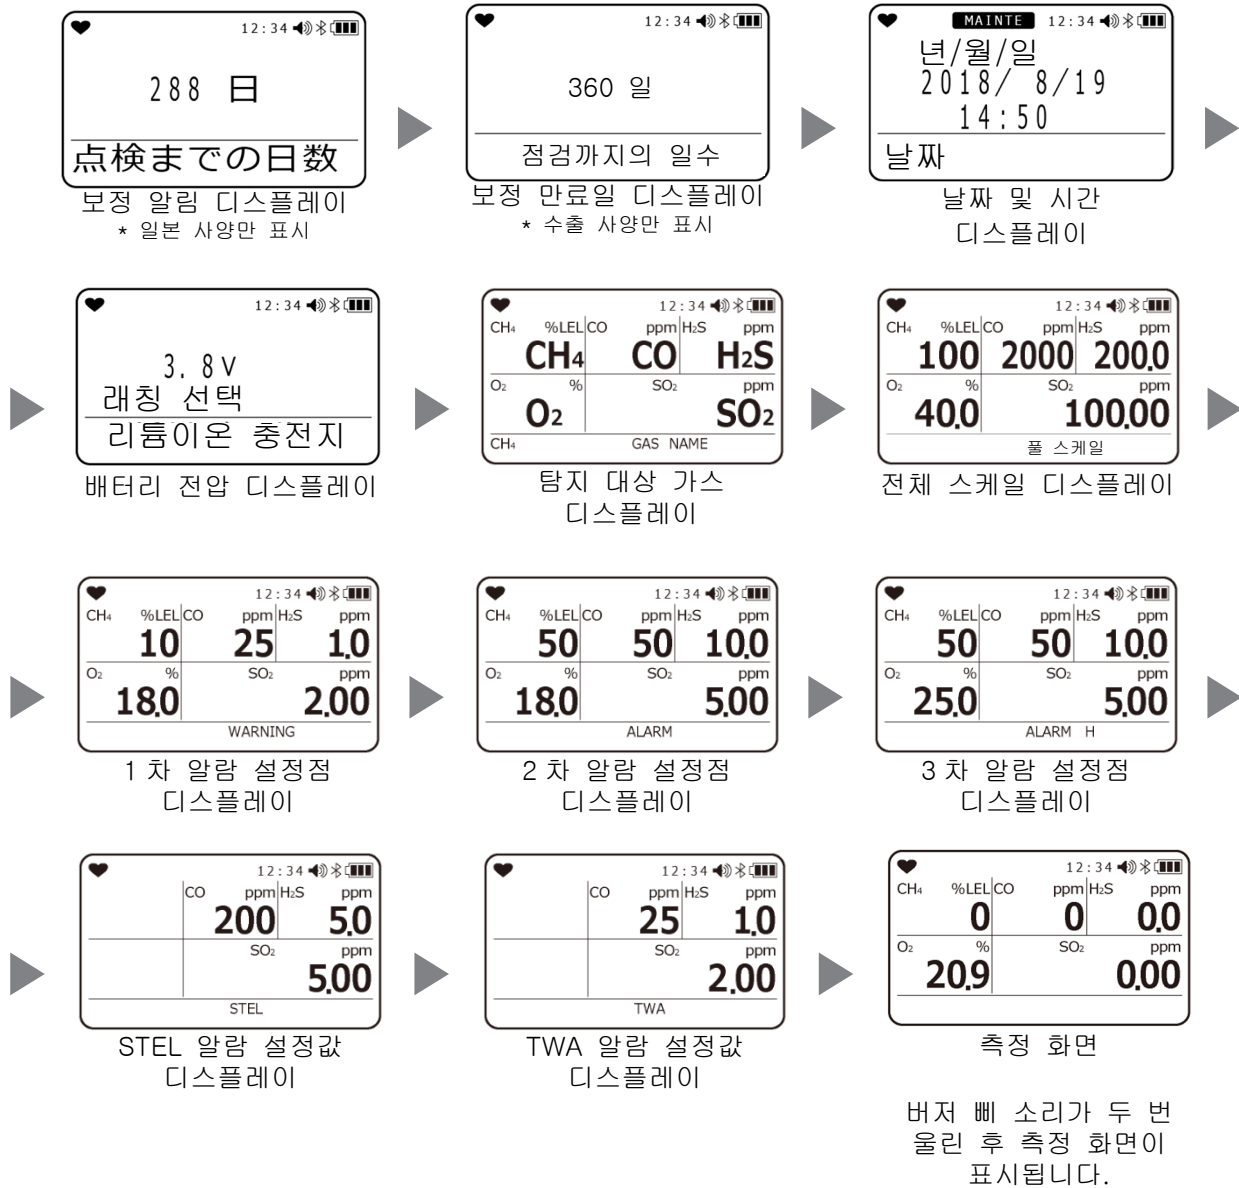 12:34
288 日
点検までの日数
보정 알림 디스플레이
* 일본 사양만 표시
12:34
360 일
점검까지의 일수
보정 만료일 디스플레이
* 수출 사양만 표시
MAINTE 12:34
년/월/일
2018/ 8/19
14:50
날짜
날짜 및 시간
디스플레이
12:34
3.8V
래칭 선택
리튬이온 충전지
배터리 전압 디스플레이
12:34
CH4 %LEL CO ppm H2S ppm
CH4 CO H2S
O2 % SO2 ppm
O2 SO2
CH4 GAS NAME
탐지 대상 가스
디스플레이
12:34
CH4 %LEL CO ppm H2S ppm
100 2000 200.0
O2 % SO2 ppm
40.0 100.00
풀 스케일
전체 스케일 디스플레이
12:34
CH4 %LEL CO ppm H2S ppm
10 25 1.0
O2 % SO2 ppm
18.0 2.00
WARNING
1 차 알람 설정점
디스플레이
12:34
CH4 %LEL CO ppm H2S ppm
50 50 10.0
O2 % SO2 ppm
18.0 5.00
ALARM
2 차 알람 설정점
디스플레이
12:34
CH4 %LEL CO ppm H2S ppm
50 50 10.0
O2 % SO2 ppm
25.0 5.00
ALARM H
3 차 알람 설정점
디스플레이
12:34
CO ppm H2S ppm
200 5.0
SO2 ppm
5.00
STEL
STEL 알람 설정값
디스플레이
12:34
CO ppm H2S ppm
25 1.0
SO2 ppm
2.00
TWA
TWA 알람 설정값
디스플레이
12:34
CH4 %LEL CO ppm H2S ppm
0 0 0.0
O2 % SO2 ppm
20.9 0.00
측정 화면
버저 삐 소리가 두 번
울린 후 측정 화면이
표시됩니다.